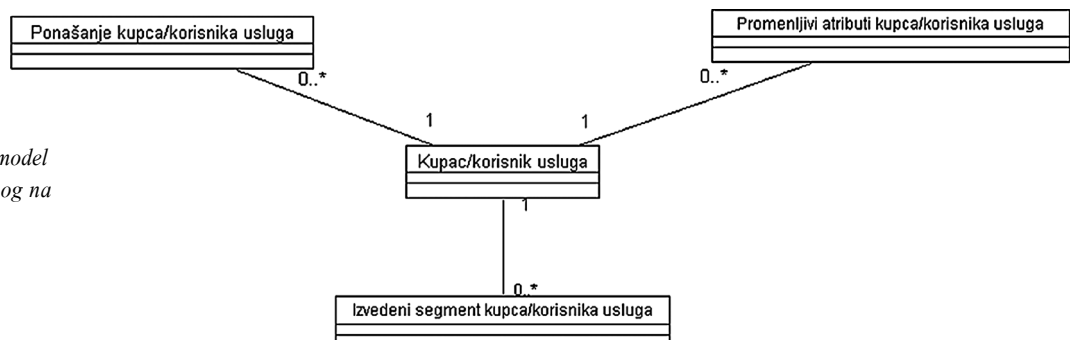 Ponašanje kupca/korisnika usluga
Promenljivi atributi kupca/korisnika usluga
0..*
0..*
1
1
model
og na
Kupac/korisnik usluga
1
0..*
Izvedeni segment kupca/korisnika usluga